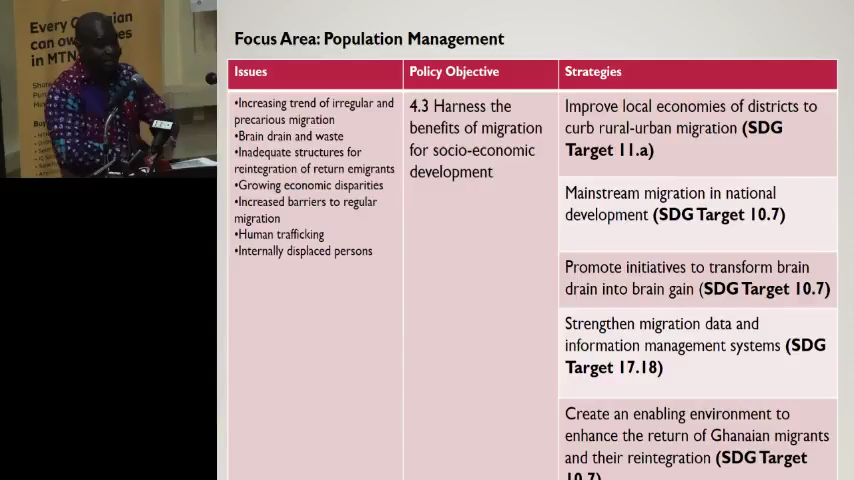 Every
can ow
in MTN
Focus Area: Population Management
Issues
Policy Objective
Strategies
•Increasing trend of irregular and
precarious migration
•Brain drain and waste
•Inadequate structures for
reintegration of return emigrants
•Growing economic disparities
•Increased barriers to regular
migration
•Human trafficking
•Internally displaced persons
4.3 Harness the
benefits of migration
for socio-economic
development
Improve local economies of districts to
curb rural-urban migration (SDG
Target 11.a)
Mainstream migration in national
development (SDG Target 10.7)
Promote initiatives to transform brain
drain into brain gain (SDG Target 10.7)
Strengthen migration data and
information management systems (SDG
Target 17.18)
Create an enabling environment to
enhance the return of Ghanaian migrants
and their reintegration (SDG Target
10.7)